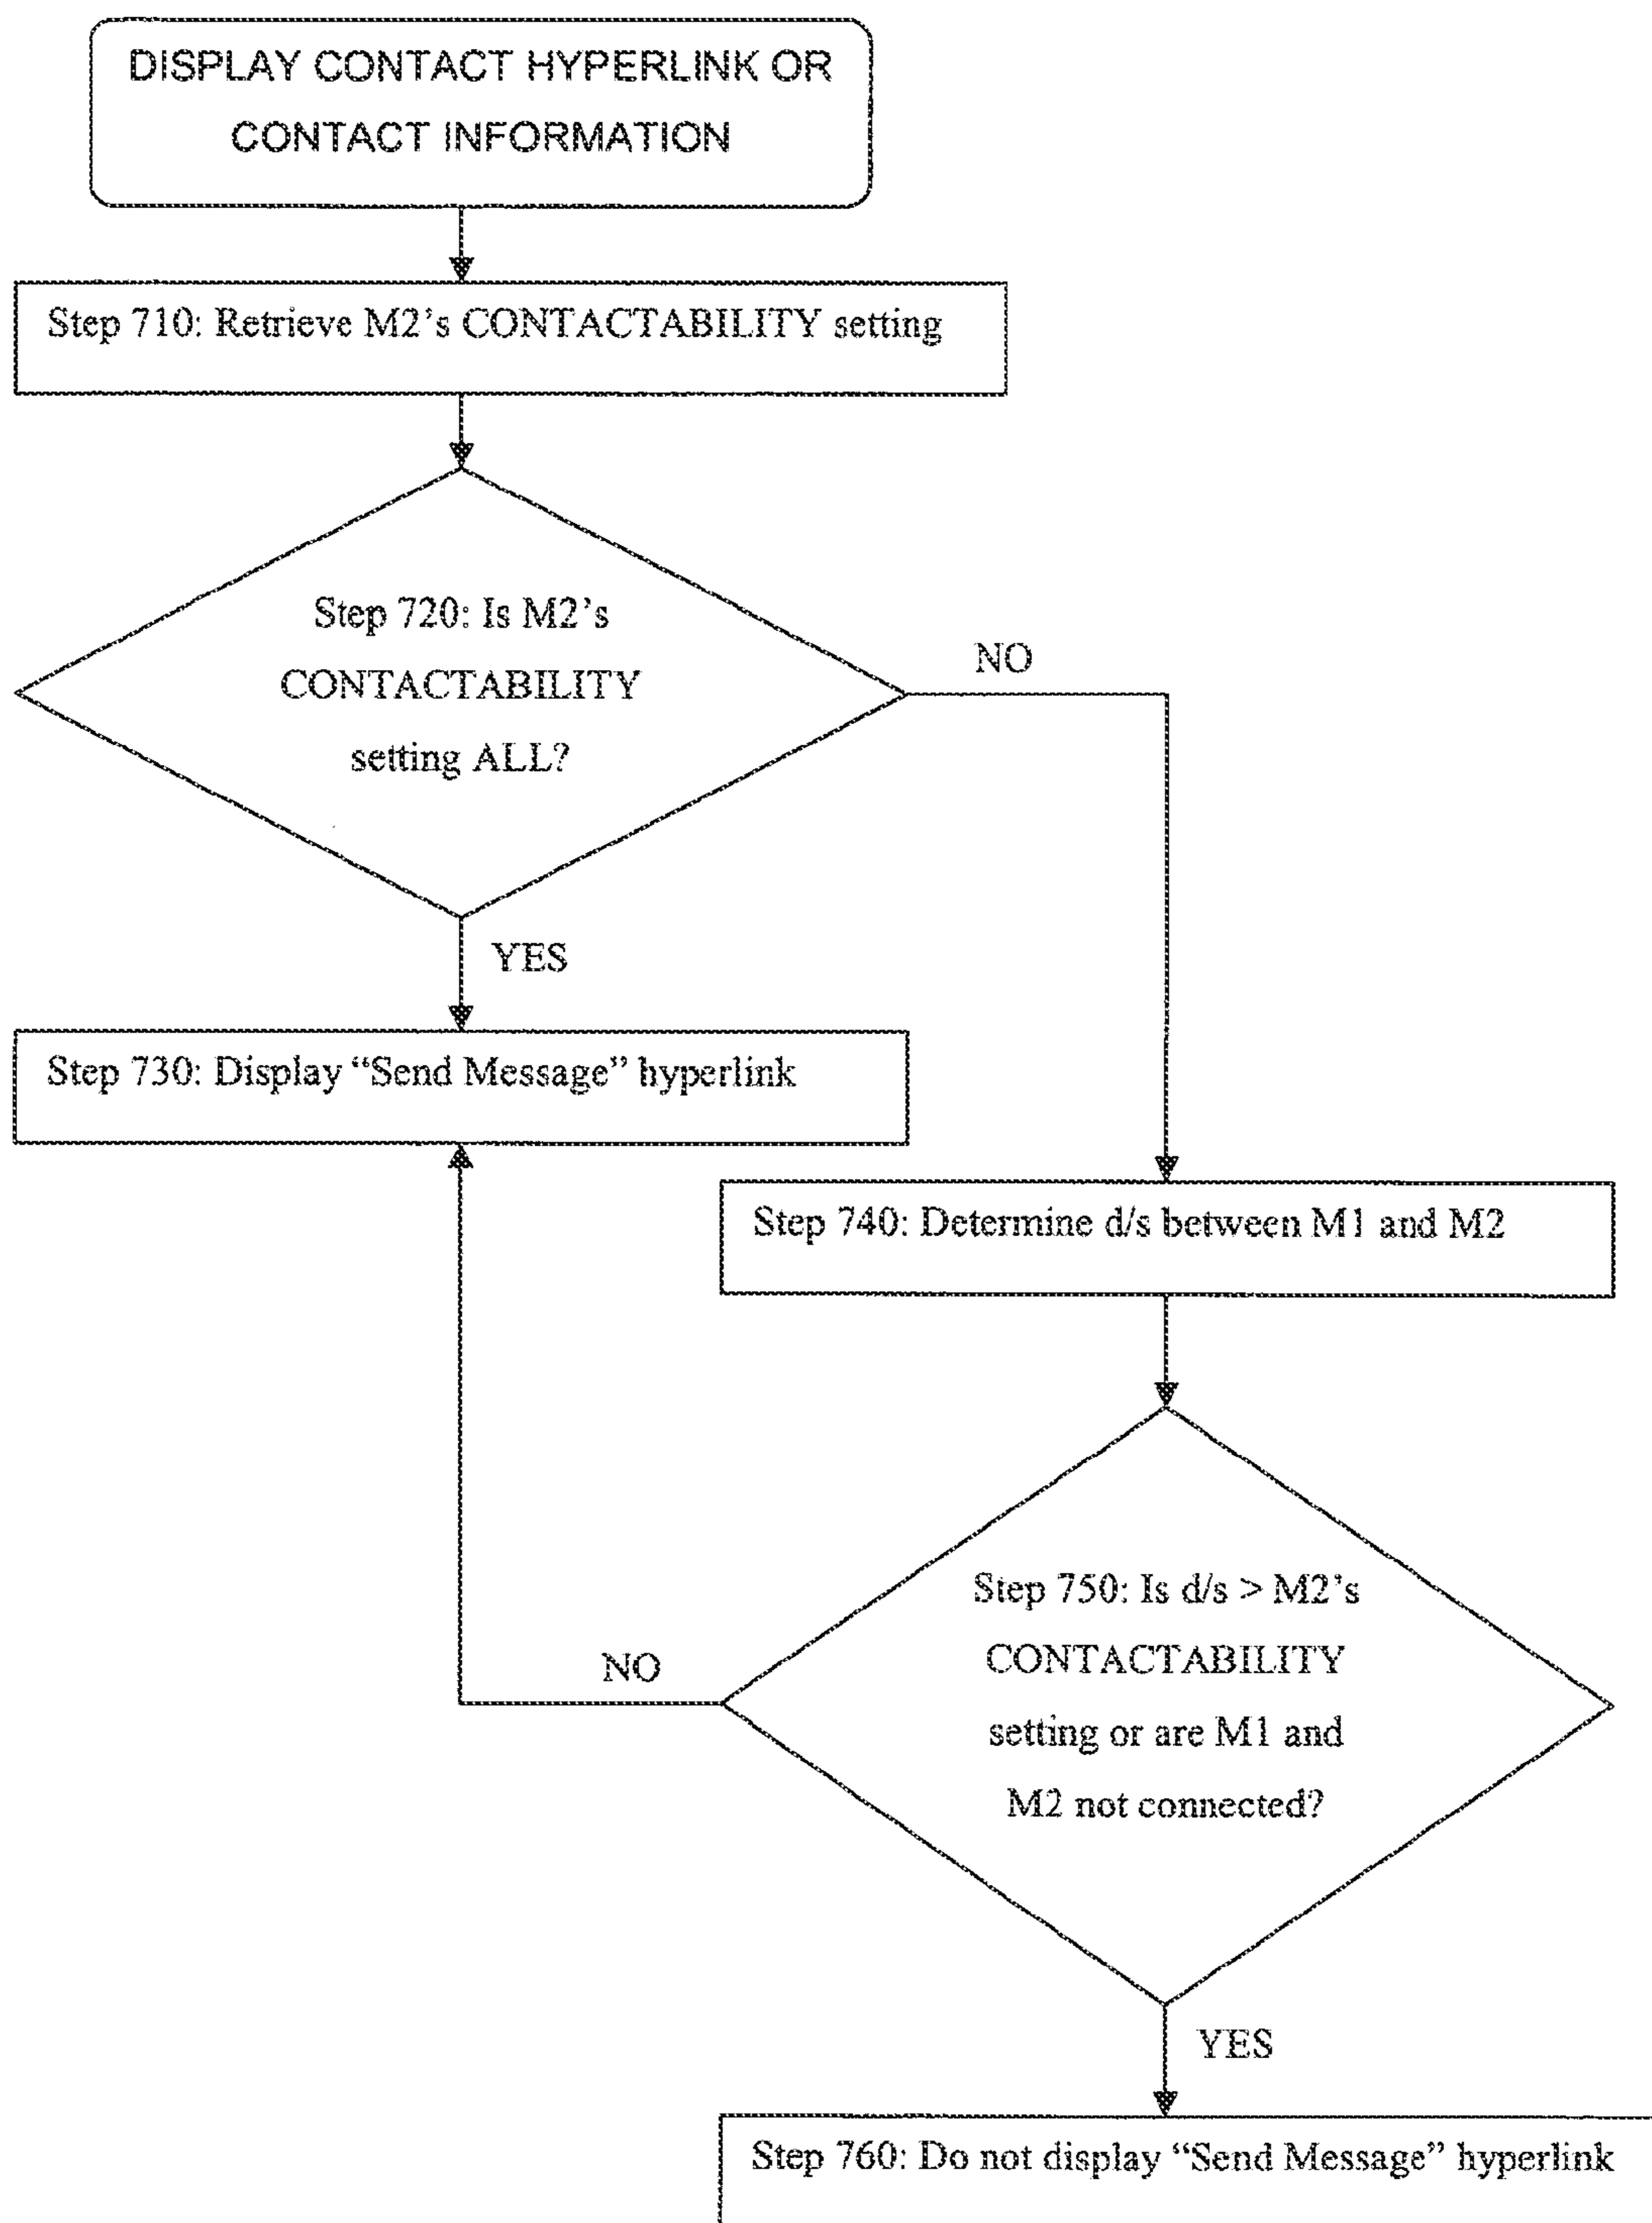 DISPLAY CONTACT HYPERLINK OR
CONTACT INFORMATION
Step 710: Retrieve M2’s CONTACTABILITY setting
Step 720: Is M2’s
CONTACTABILITY
setting ALL?
NO
YES
Step 730: Display “Send Message” hyperlink
Step 740: Determine d/s between M1 and M2
Step 750: Is d/s > M2’s
CONTACTABILITY
setting or are M1 and
M2 not connected?
NO
YES
Step 760: Do not display “Send Message” hyperlink